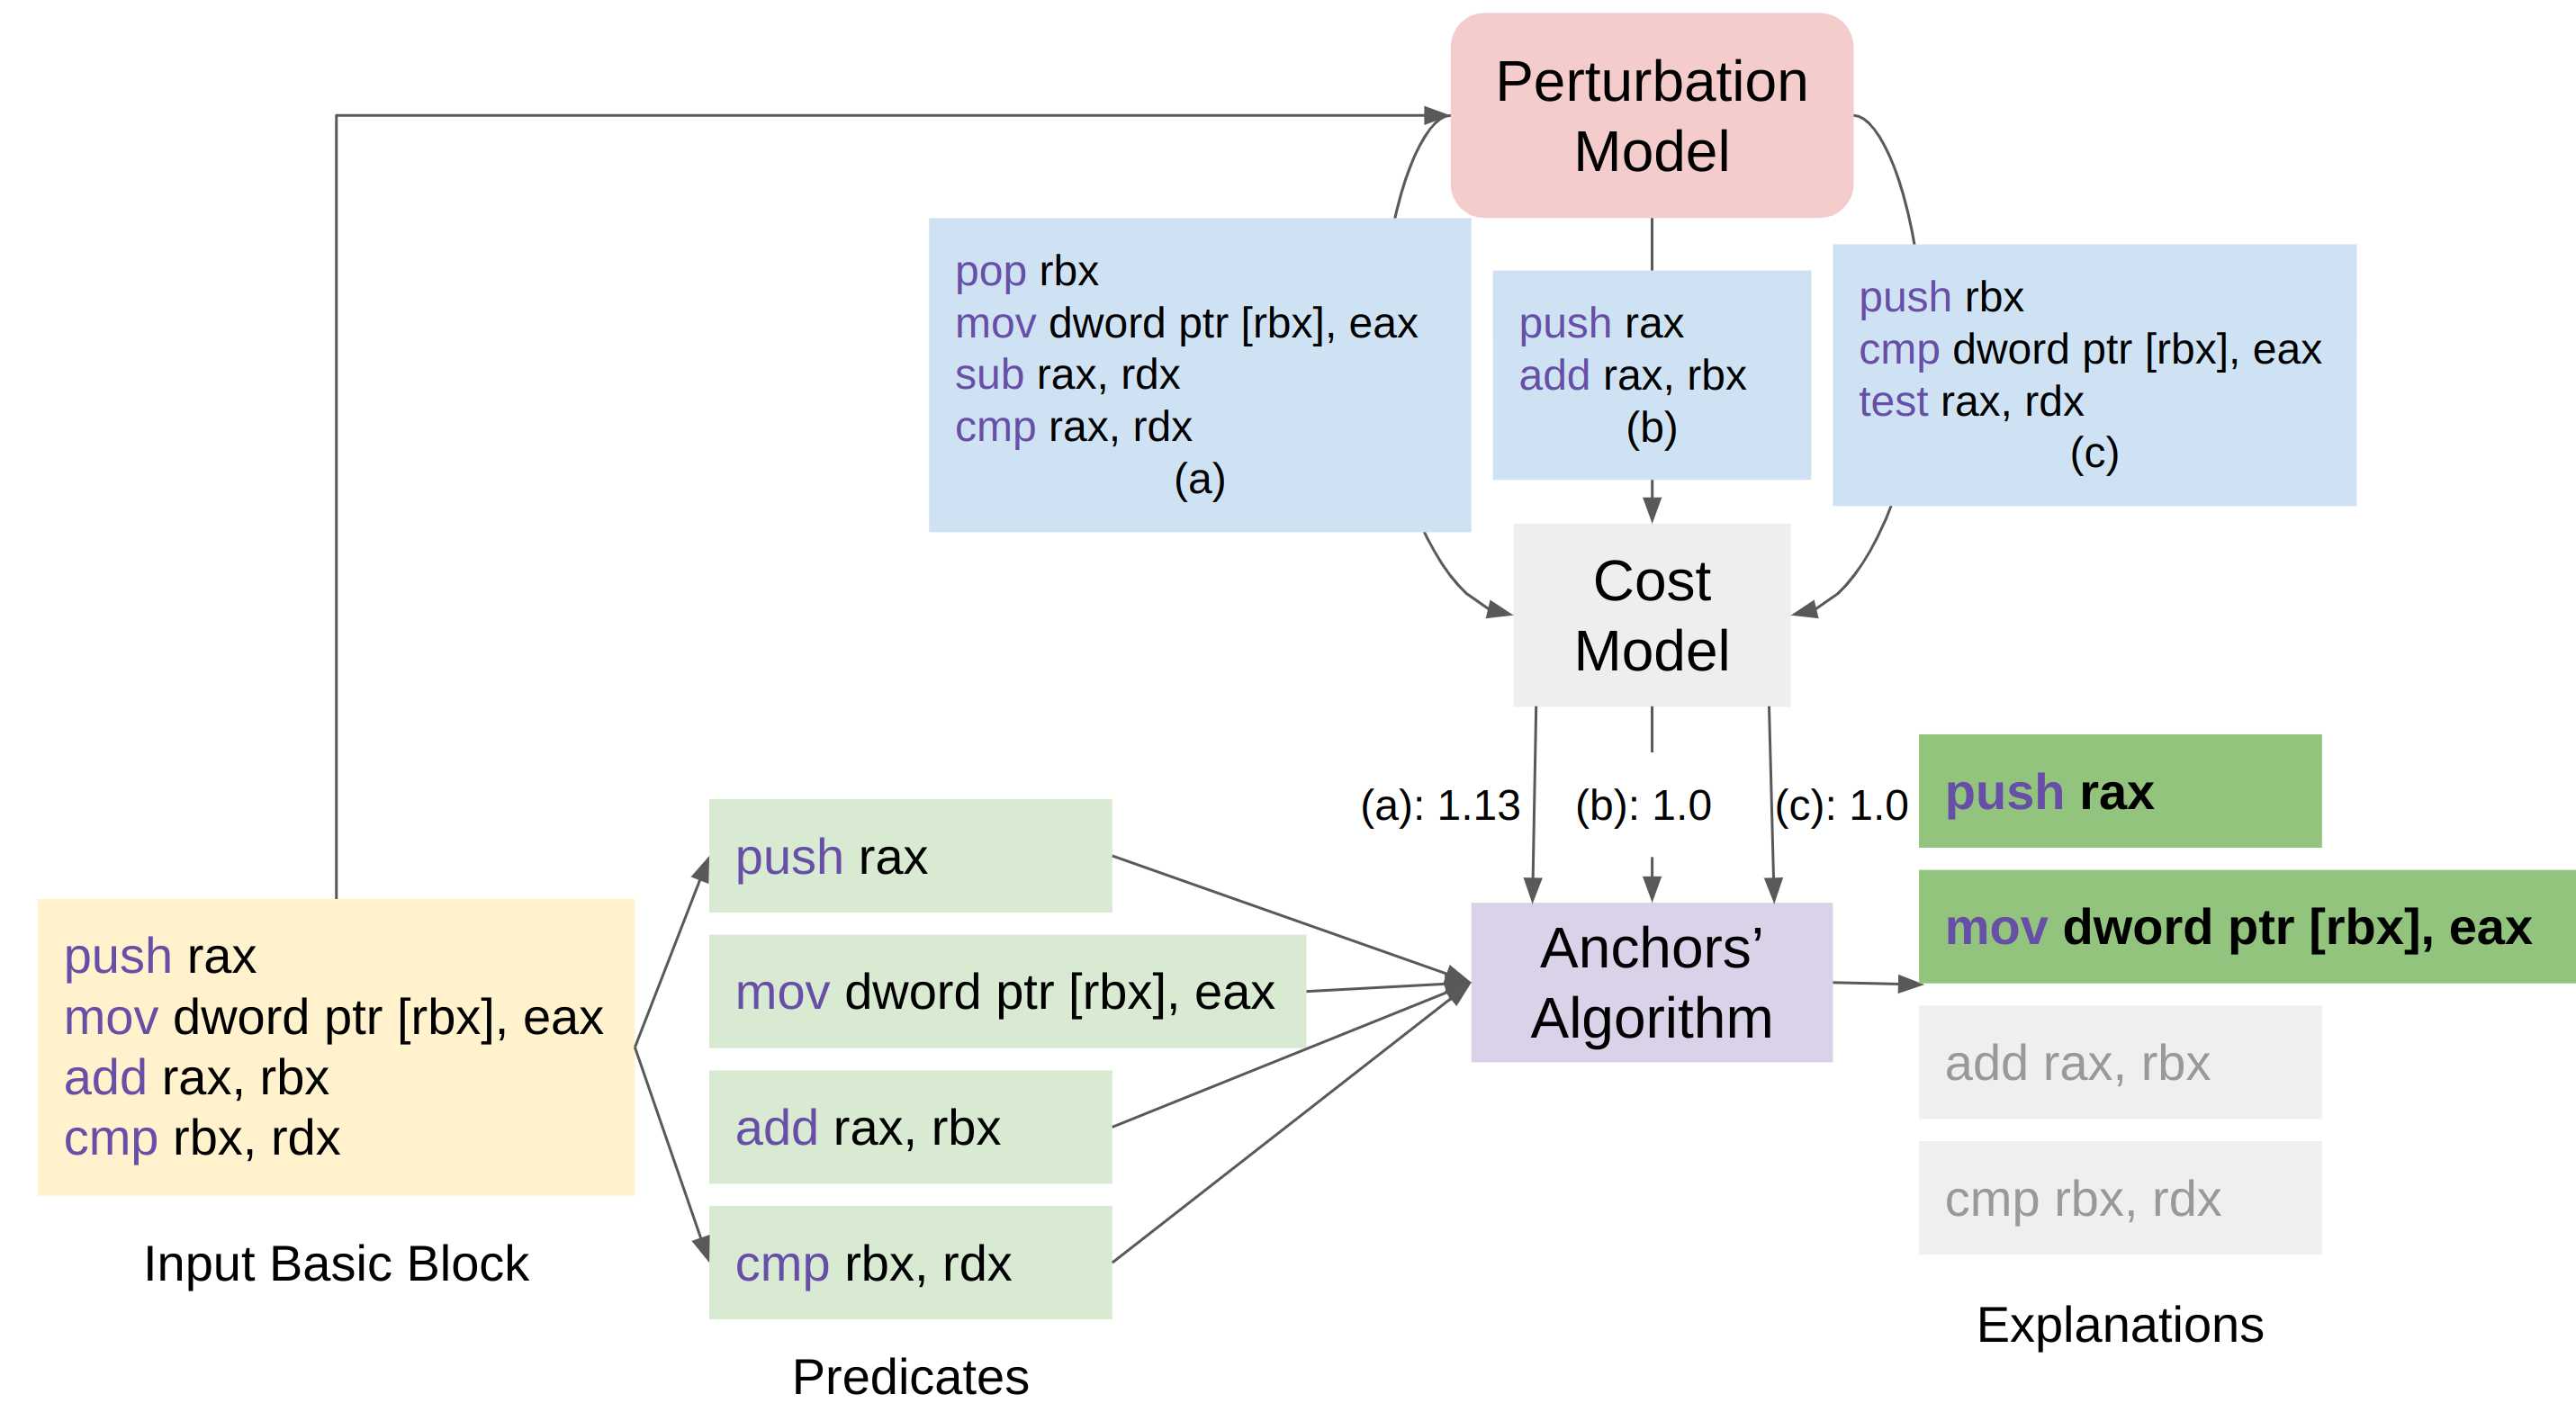 Perturbation
Model
pop rbx
mov dword ptr [rbx], eax
sub rax, rdx
cmp rax, rdx
(a)
push rax
add rax, rbx
(b)
push rbx
cmp dword ptr [rbx], eax
test rax, rdx
(c)
Cost
Model
(a): 1.13
(b): 1.0
(c): 1.0
push rax
mov dword ptr [rbx], eax
add rax, rbx
cmp rbx, rdx
Input Basic Block
push rax
mov dword ptr [rbx], eax
add rax, rbx
cmp rbx, rdx
Predicates
Anchors’
Algorithm
push rax
mov dword ptr [rbx], eax
add rax, rbx
cmp rbx, rdx
Explanations